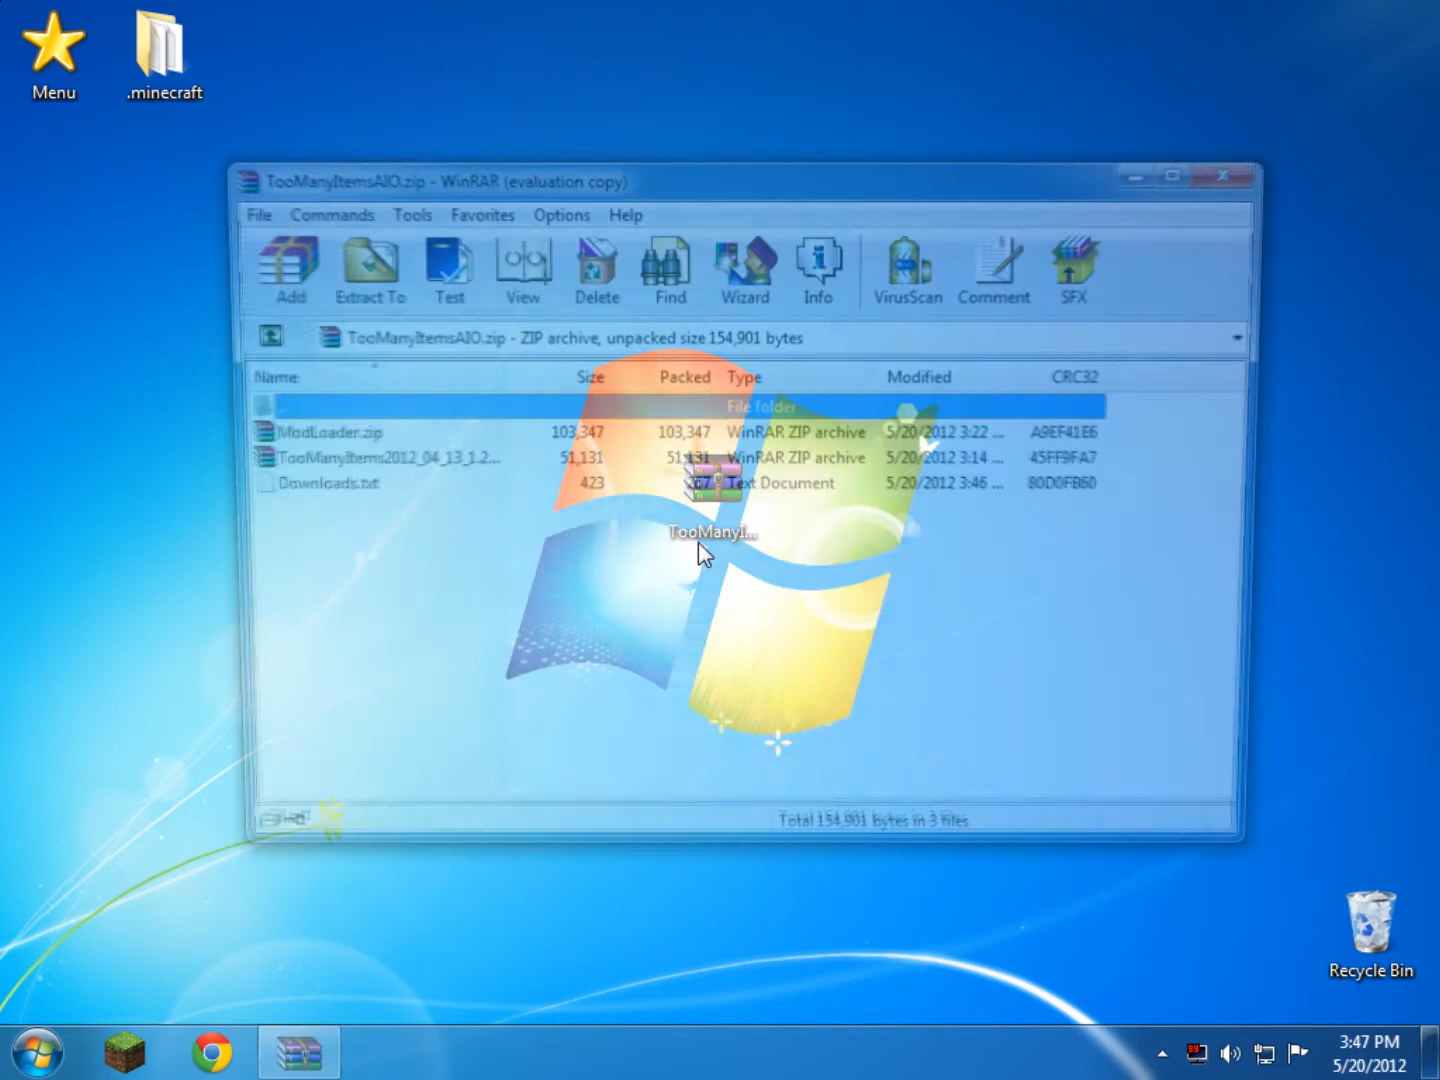 Menu
.minecraft
TooManyItemsAIO.zip - WinRAR (evaluation copy)
File Commands Tools Favorites Options Help
Add Extract To Test View Delete Find Wizard Info VirusScan Comment SFX
TooManyItemsAIO.zip - ZIP archive, unpacked size 154,901 bytes
Name Size Packed Type Modified CRC32
.. File folder
ModLoader.zip 103,347 103,347 WinRAR ZIP archive 5/20/2012 3:22 ... A9EF41E6
TooManyItems2012_04_13_1.2... 51,131 51,131 WinRAR ZIP archive 5/20/2012 3:14 ... 45FF9FA7
Downloads.txt 423 267 Text Document 5/20/2012 3:46 ... 80D0FB60
TooManyI...
Total 154,901 bytes in 3 files
Recycle Bin
99
3:47 PM
5/20/2012